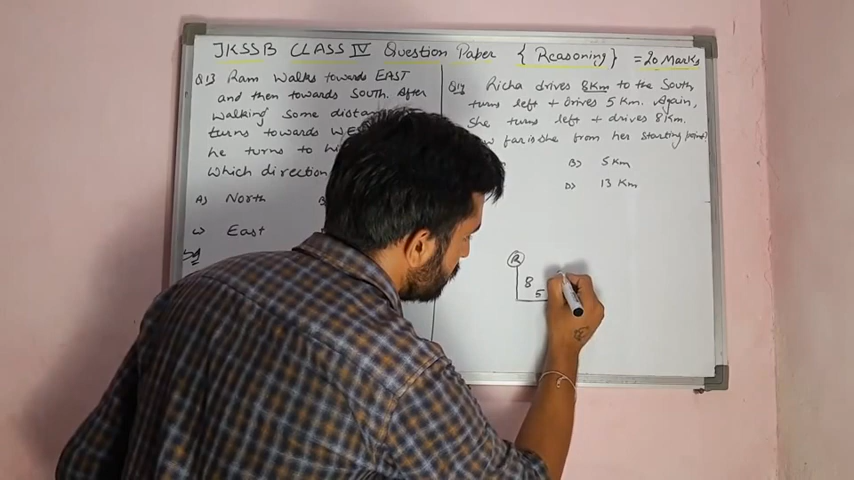 JKSSB CLASS IV Question Paper { Reasoning } = 20 Marks
Q13 Ram Walks towards EAST
and then towards South. After
walking Some distan
turns towards WE
he turns to hi
which direction
A) North
C) East
Sol
Richa drives 8Km to the South
turns left + drives 5 Km. Again,
She turns left + drives 8 Km.
w far is she from her starting point?
B) 5 Km
D) 13 Km
R
8
5